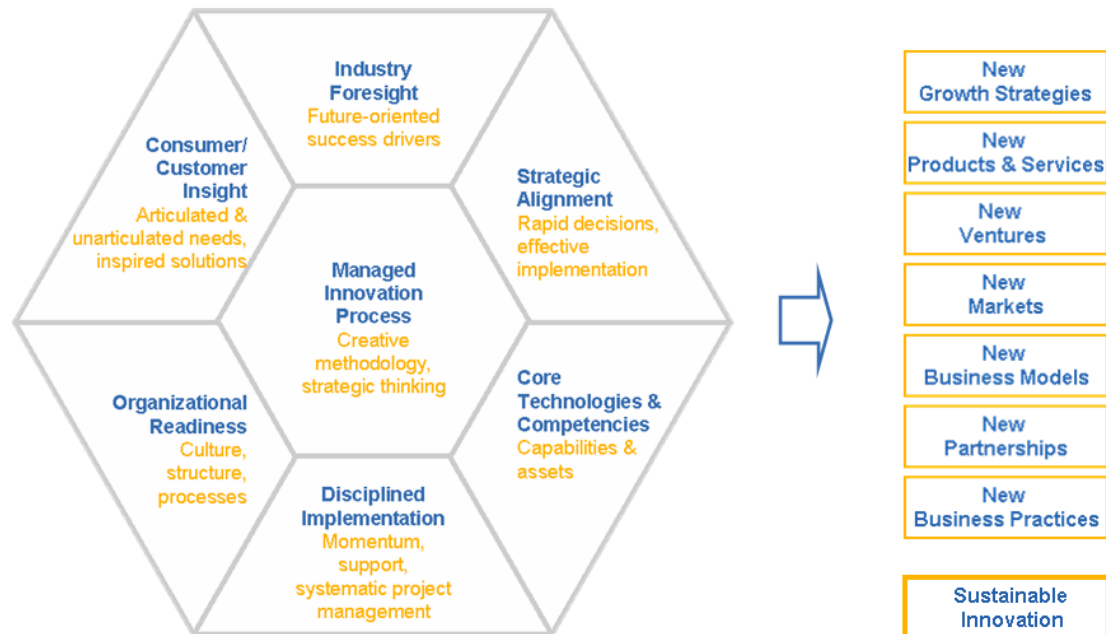 Industry
Foresight
Future-oriented
success drivers
Consumer/
Customer
Insight
Articulated &
unarticulated needs,
inspired solutions
Strategic
Alignment
Rapid decisions,
effective
implementation
Managed
Innovation
Process
Creative
methodology,
strategic thinking
Organizational
Readiness
Culture,
structure,
processes
Core
Technologies &
Competencies
Capabilities &
assets
Disciplined
Implementation
Momentum,
support,
systematic project
management
New
Growth Strategies
New
Products & Services
New
Ventures
New
Markets
New
Business Models
New
Partnerships
New
Business Practices
Sustainable
Innovation